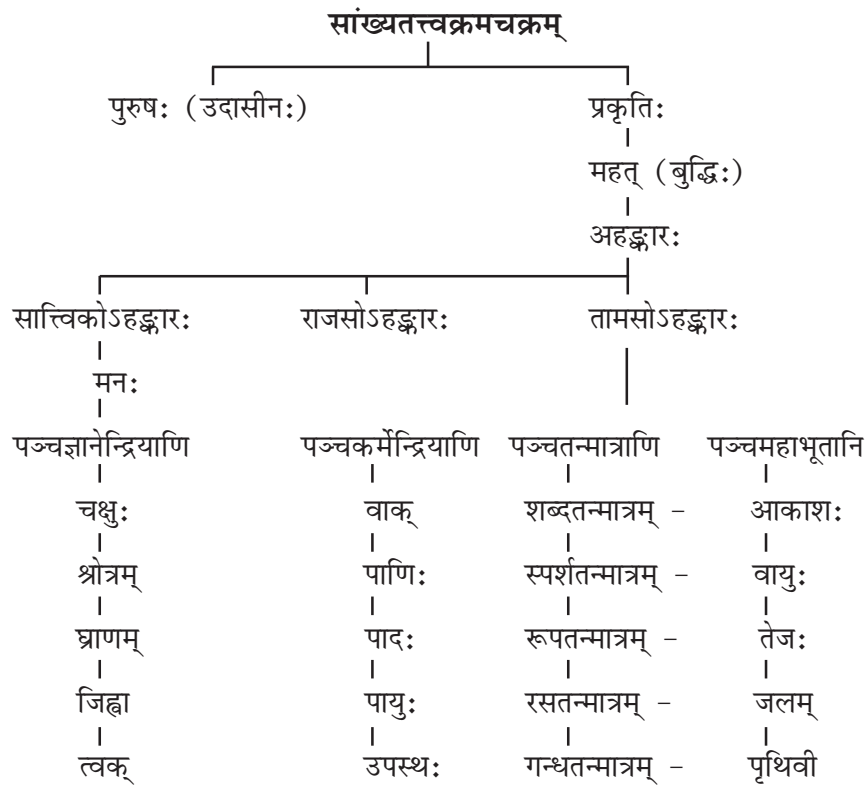 सांख्यतत्त्वक्रमचक्रम्
पुरुषः (उदासीनः) प्रकृतिः
महत् (बुद्धिः)
अहङ्कारः
सात्त्विकोऽहङ्कारः राजसोऽहङ्कारः तामसोऽहङ्कारः
मनः
पञ्चज्ञानेन्द्रियाणि पञ्चकर्मेन्द्रियाणि पञ्चतन्मात्राणि पञ्चमहाभूतानि
चक्षुः वाक् शब्दतन्मात्रम् – आकाशः
श्रोत्रम् पाणिः स्पर्शतन्मात्रम् – वायुः
घ्राणम् पादः रूपतन्मात्रम् – तेजः
जिह्वा पायुः रसतन्मात्रम् – जलम्
त्वक् उपस्थः गन्धतन्मात्रम् – पृथिवी